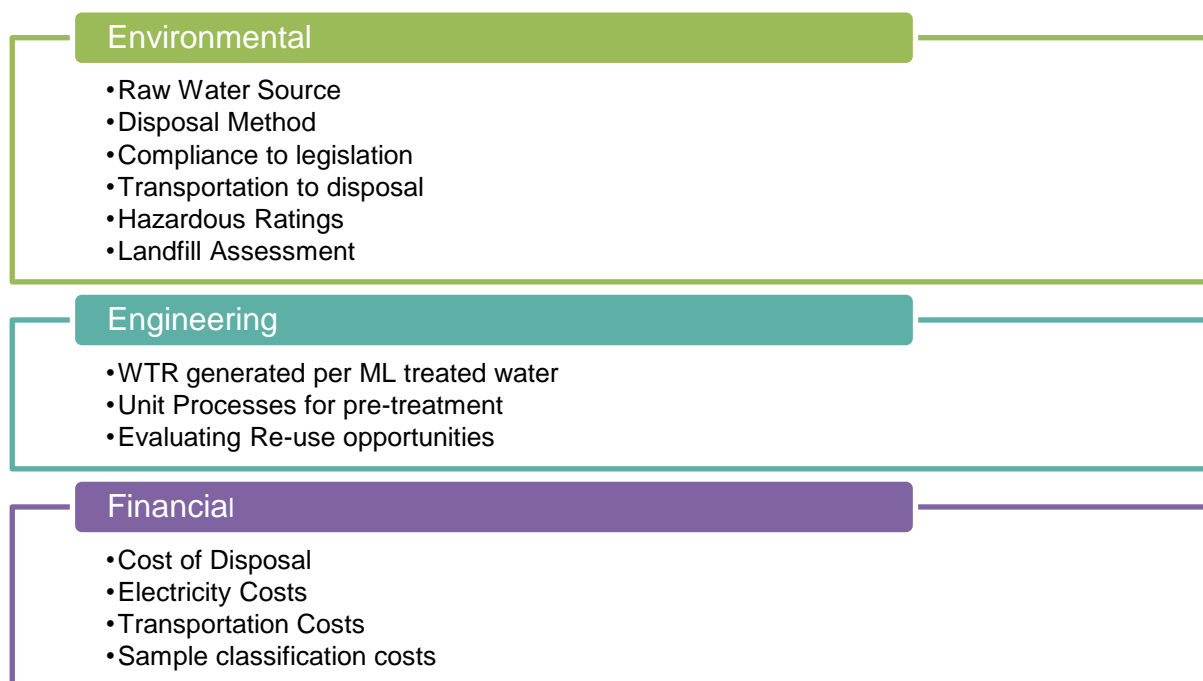 Environmental
•Raw Water Source
•Disposal Method
•Compliance to legislation
•Transportation to disposal
•Hazardous Ratings
•Landfill Assessment
Engineering
•WTR generated per ML treated water
•Unit Processes for pre-treatment
•Evaluating Re-use opportunities
Financial
•Cost of Disposal
•Electricity Costs
•Transportation Costs
•Sample classification costs